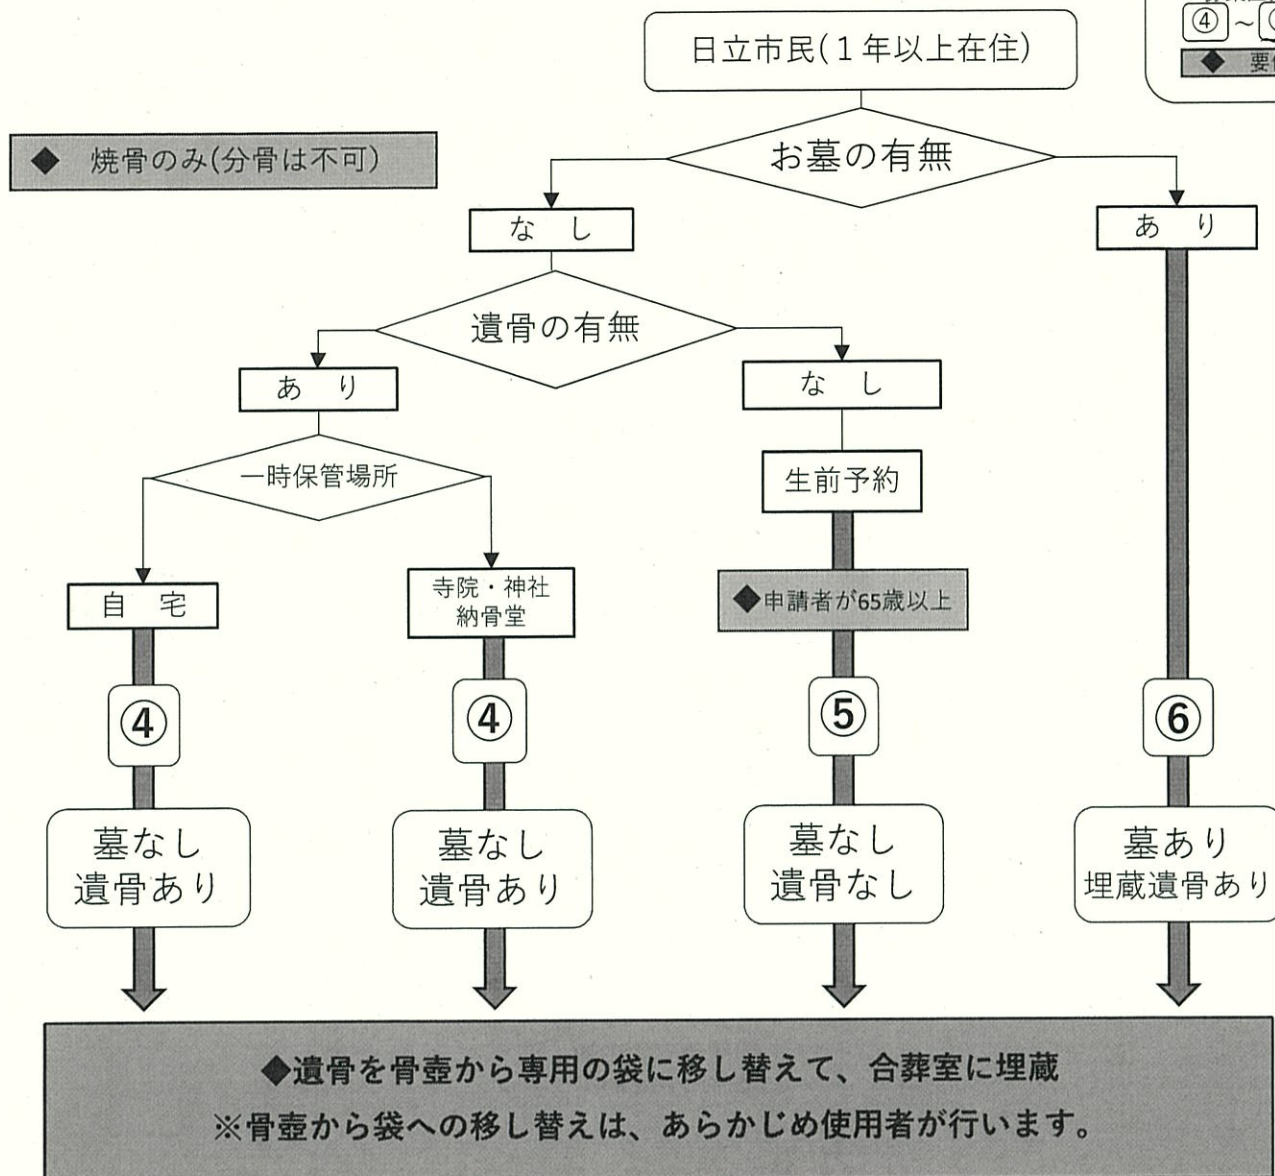 ④～
◆ 要
日立市民(１年以上在住)
◆ 焼骨のみ(分骨は不可)
お墓の有無
な し
あ り
遺骨の有無
あ り
な し
一時保管場所
生前予約
自 宅
寺院・神社
納骨堂
◆申請者が65歳以上
④
④
⑤
⑥
墓なし
遺骨あり
墓なし
遺骨あり
墓なし
遺骨なし
墓あり
埋蔵遺骨あり
◆遺骨を骨壺から専用の袋に移し替えて、合葬室に埋蔵
※骨壺から袋への移し替えは、あらかじめ使用者が行います。